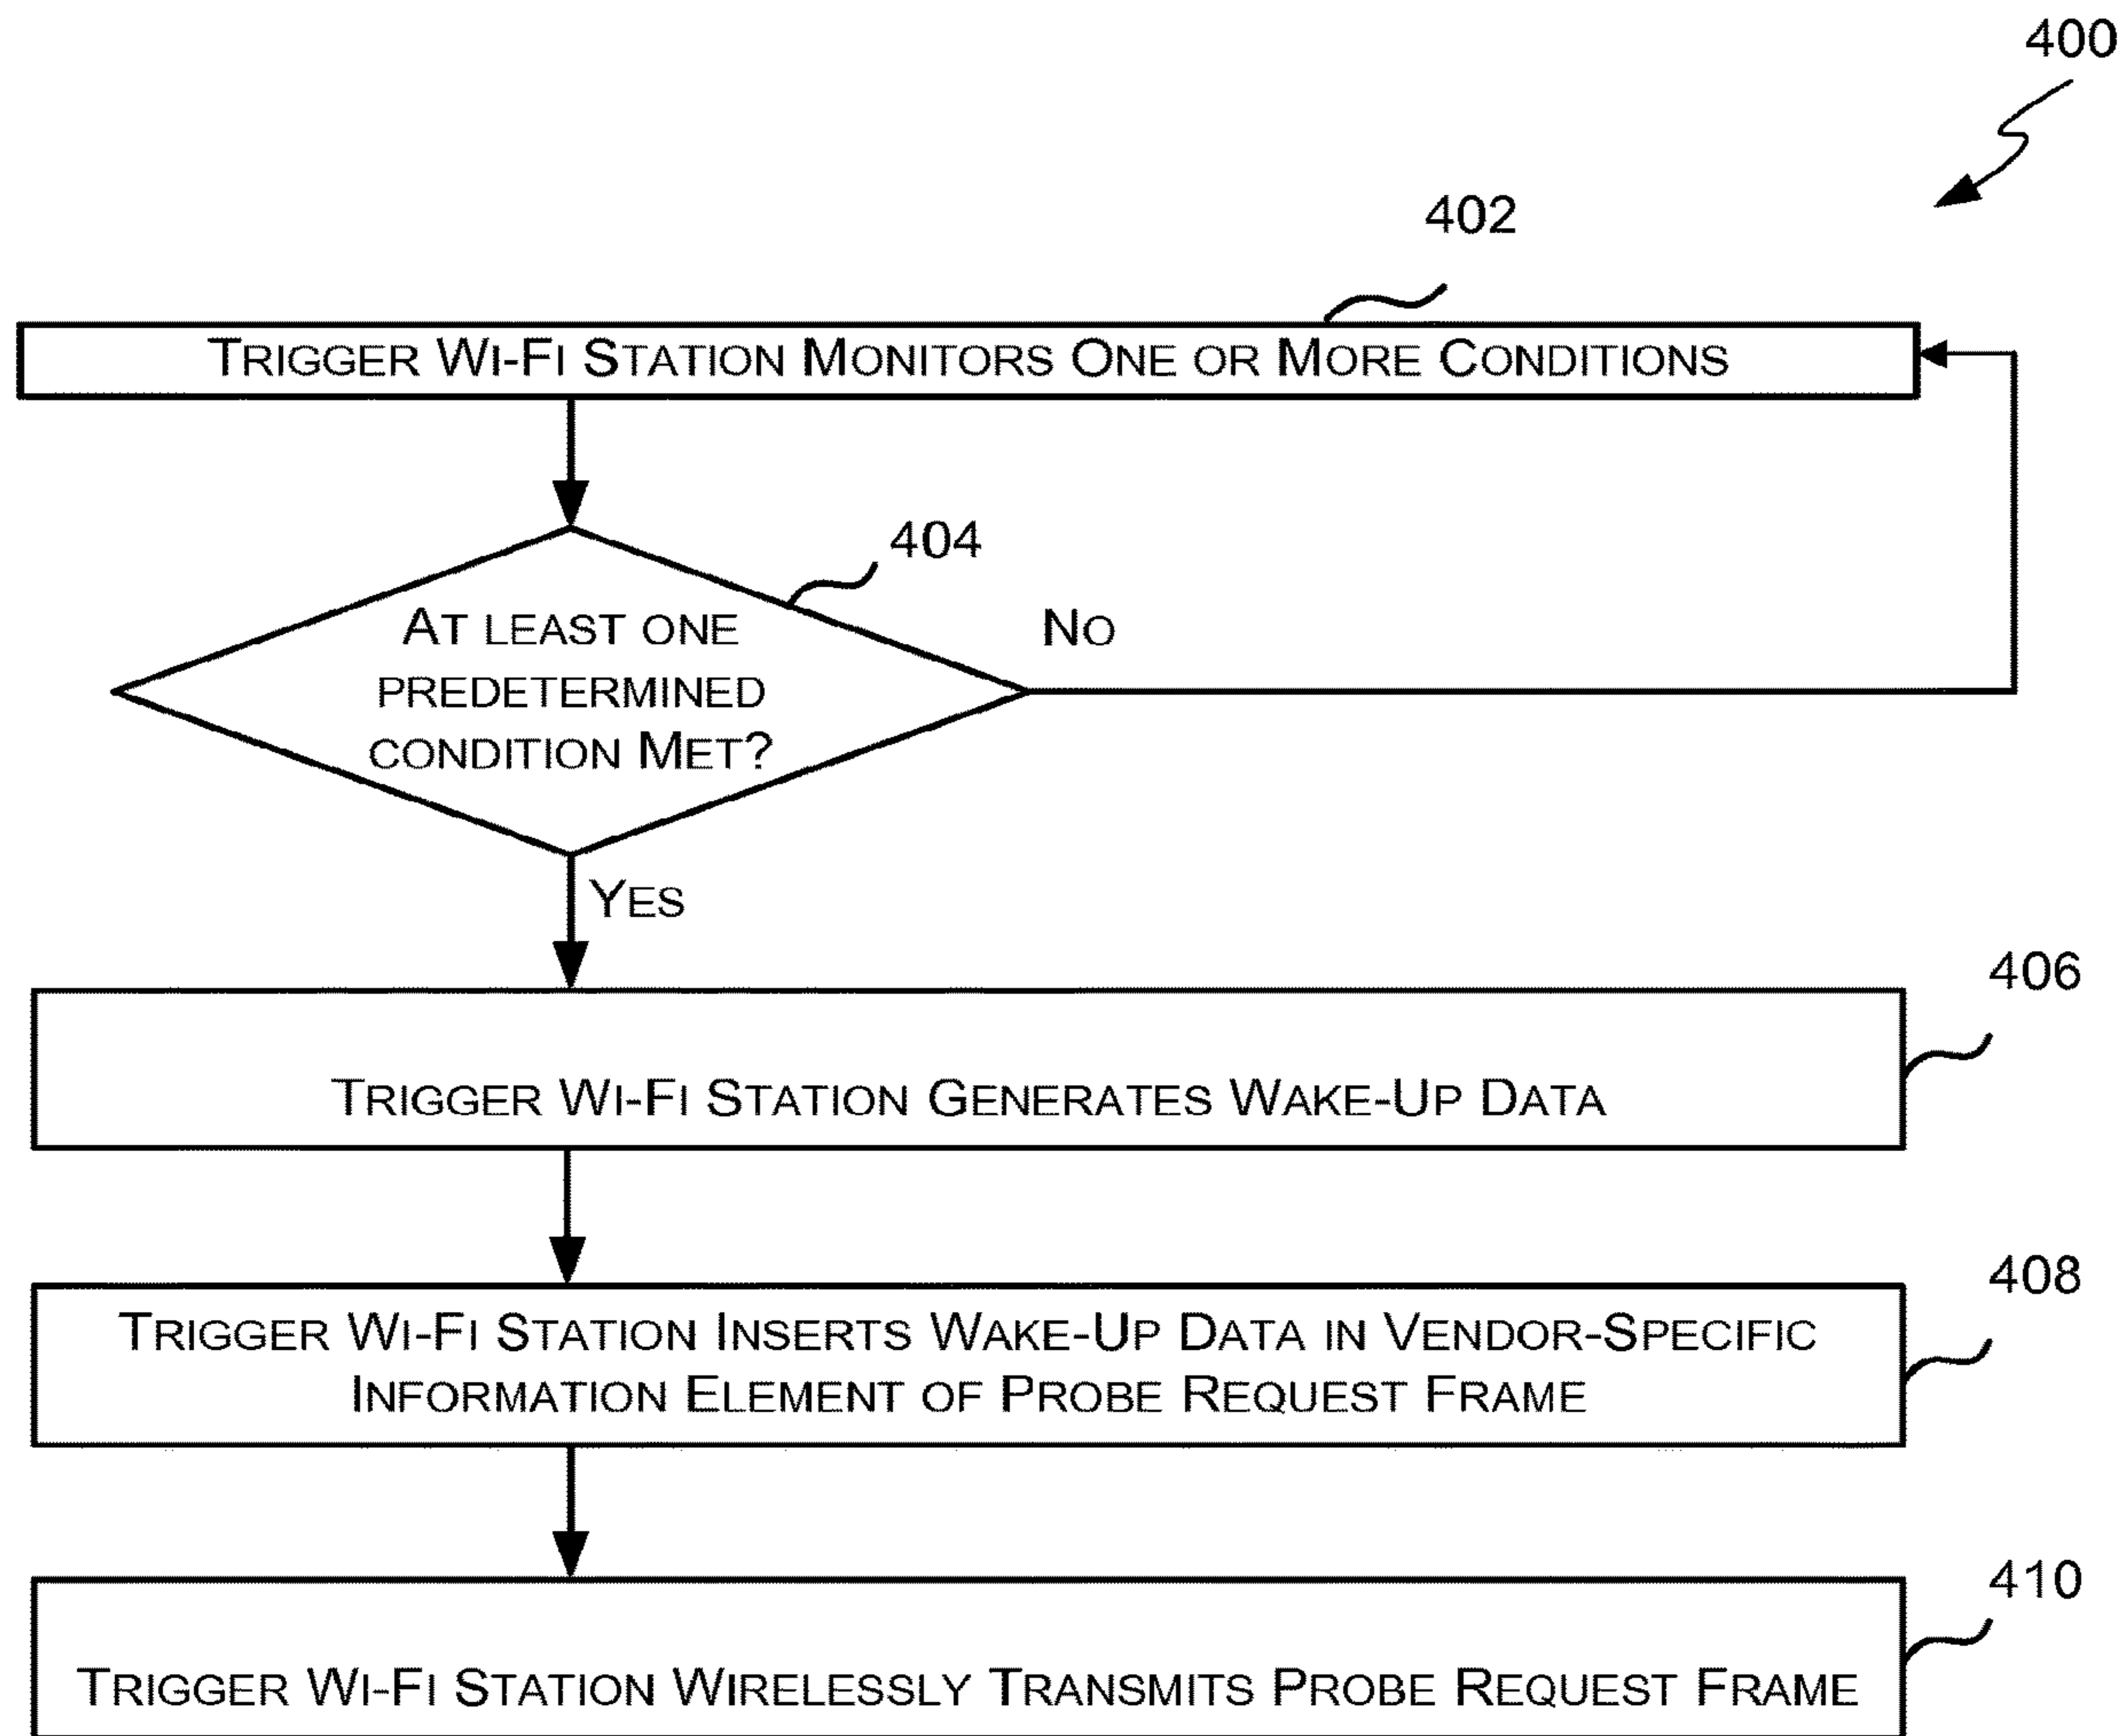 400
402
TRIGGER WI-FI STATION MONITORS ONE OR MORE CONDITIONS
404
AT LEAST ONE
PREDETERMINED
CONDITION MET?
NO
YES
406
TRIGGER WI-FI STATION GENERATES WAKE-UP DATA
408
TRIGGER WI-FI STATION INSERTS WAKE-UP DATA IN VENDOR-SPECIFIC
INFORMATION ELEMENT OF PROBE REQUEST FRAME
410
TRIGGER WI-FI STATION WIRELESSLY TRANSMITS PROBE REQUEST FRAME